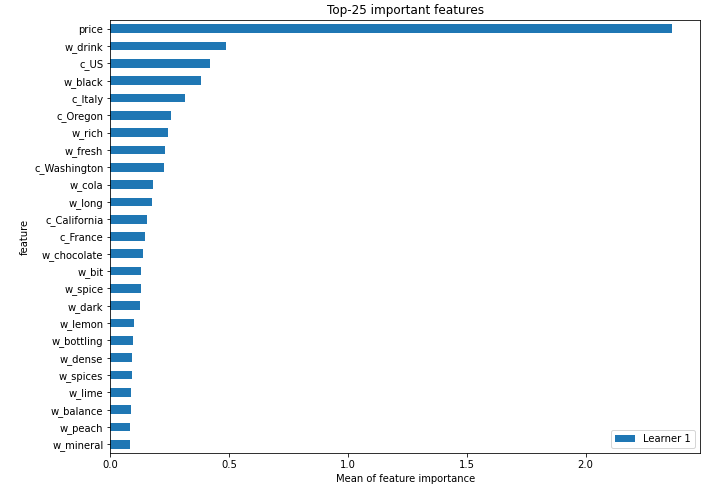 Top-25 important features
price
w_drink
c_US
w_black
c_Italy
c_Oregon
w_rich
w_fresh
c_Washington
w_cola
w_long
c_California
c_France
w_chocolate
w_bit
w_spice
w_dark
w_lemon
w_bottling
w_dense
w_spices
w_lime
w_balance
w_peach
w_mineral
feature
Learner 1
0.0 0.5 1.0 1.5 2.0
Mean of feature importance